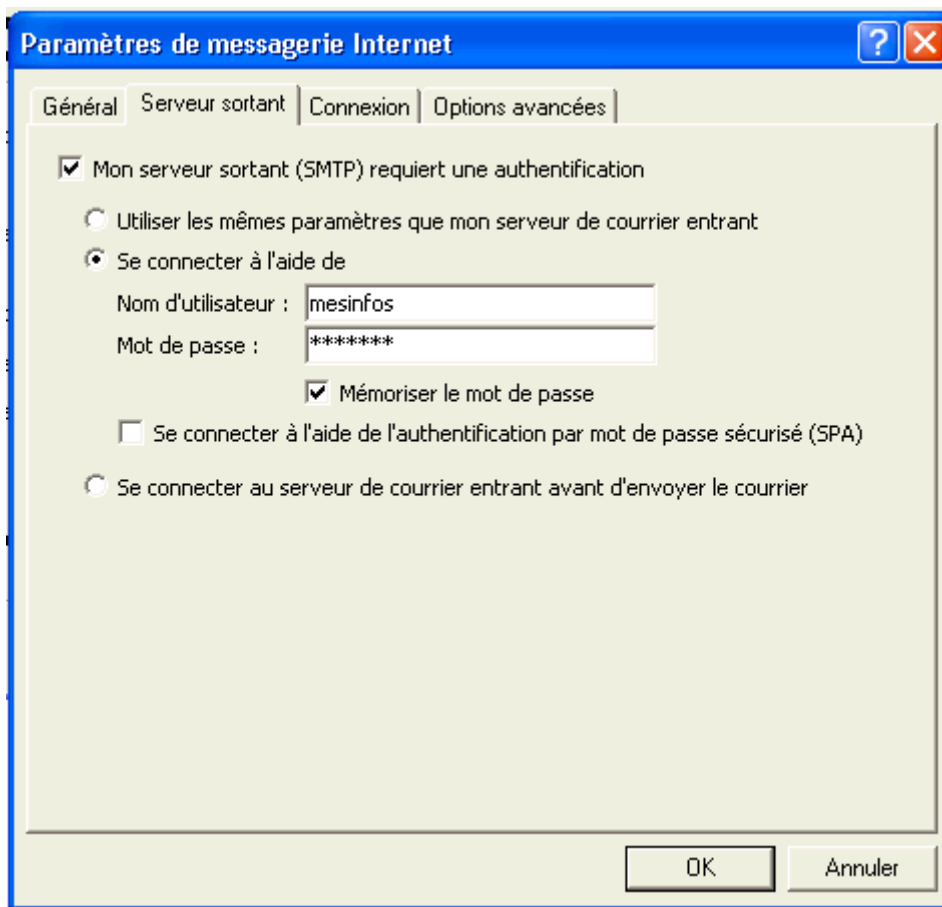 Paramètres de messagerie Internet
Général Serveur sortant Connexion Options avancées
Mon serveur sortant (SMTP) requiert une authentification
Utiliser les mêmes paramètres que mon serveur de courrier entrant
Se connecter à l'aide de
Nom d'utilisateur : mesinfos
Mot de passe : *******
Mémoriser le mot de passe
Se connecter à l'aide de l'authentification par mot de passe sécurisé (SPA)
Se connecter au serveur de courrier entrant avant d'envoyer le courrier
OK Annuler